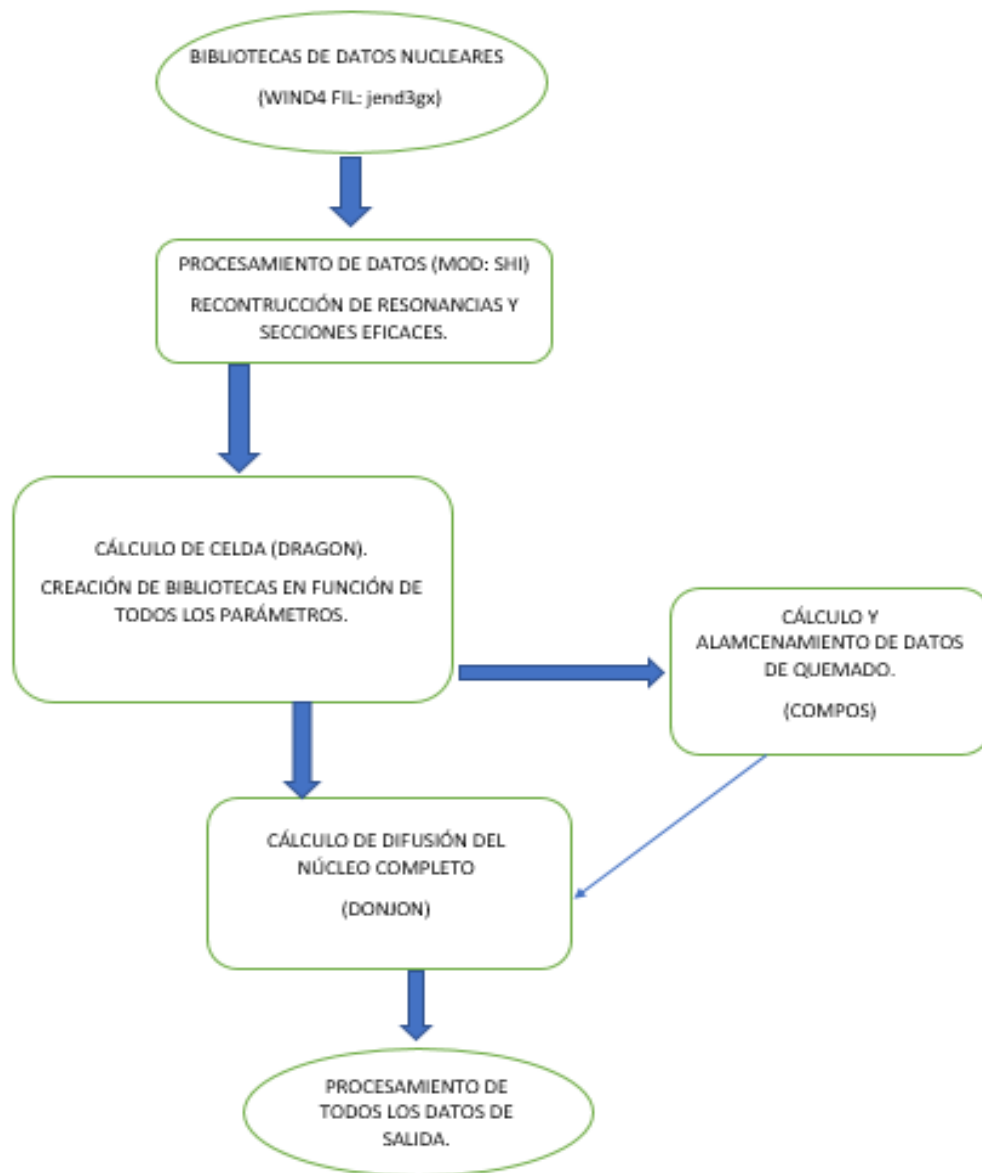 BIBLIOTECAS DE DATOS NUCLEARES
(WIND4 FIL: jend3gx)
PROCESAMIENTO DE DATOS (MOD: SHI)
RECONTRUCCIÓN DE RESONANCIAS Y
SECCIONES EFICACES.
CÁLCULO DE CELDA (DRAGON).
CREACIÓN DE BIBLIOTECAS EN FUNCIÓN DE
TODOS LOS PARÁMETROS.
CÁLCULO Y
ALAMCENAMIENTO DE DATOS
DE QUEMADO.
(COMPOS)
CÁLCULO DE DIFUSIÓN DEL
NÚCLEO COMPLETO
(DONJON)
PROCESAMIENTO DE
TODOS LOS DATOS DE
SALIDA.